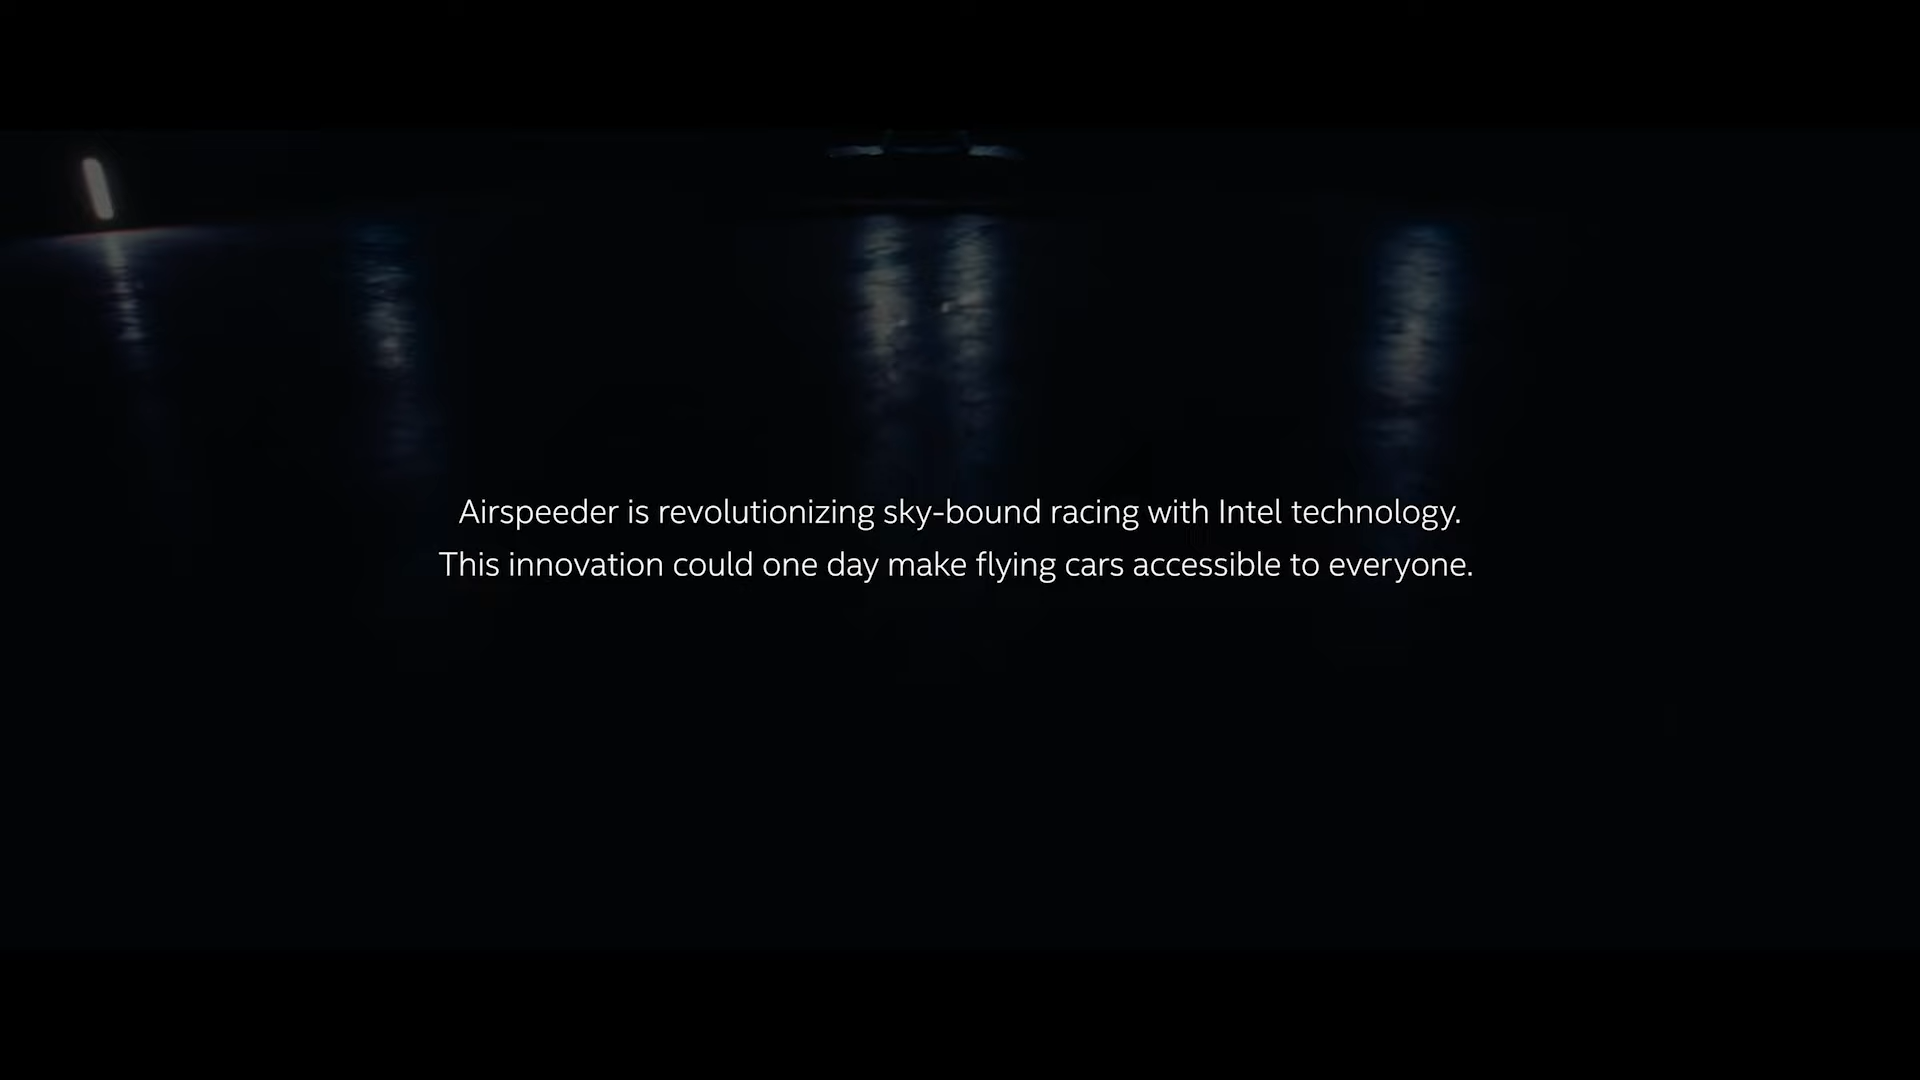 Airspeeder is revolutionizing sky-bound racing with Intel technology.
This innovation could one day make flying cars accessible to everyone.